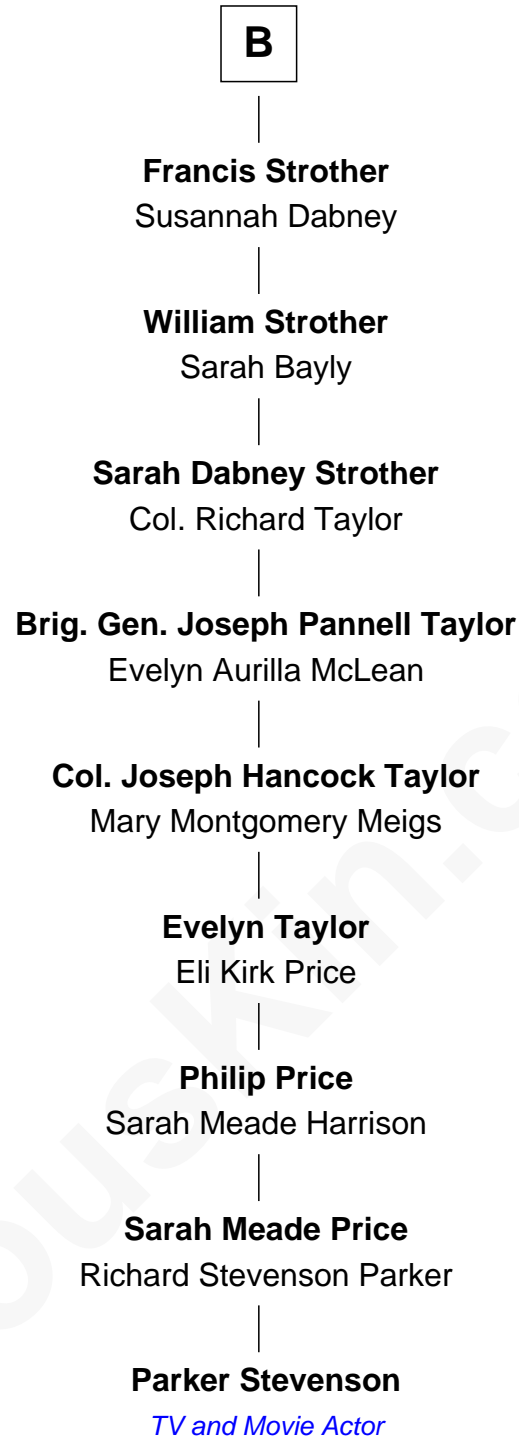 B
Francis Strother
Susannah Dabney
William Strother
Sarah Bayly
Sarah Dabney Strother
Col. Richard Taylor
Brig. Gen. Joseph Pannell Taylor
Evelyn Aurilla McLean
Col. Joseph Hancock Taylor
Mary Montgomery Meigs
Evelyn Taylor
Eli Kirk Price
Philip Price
Sarah Meade Harrison
Sarah Meade Price
Richard Stevenson Parker
Parker Stevenson
TV and Movie Actor